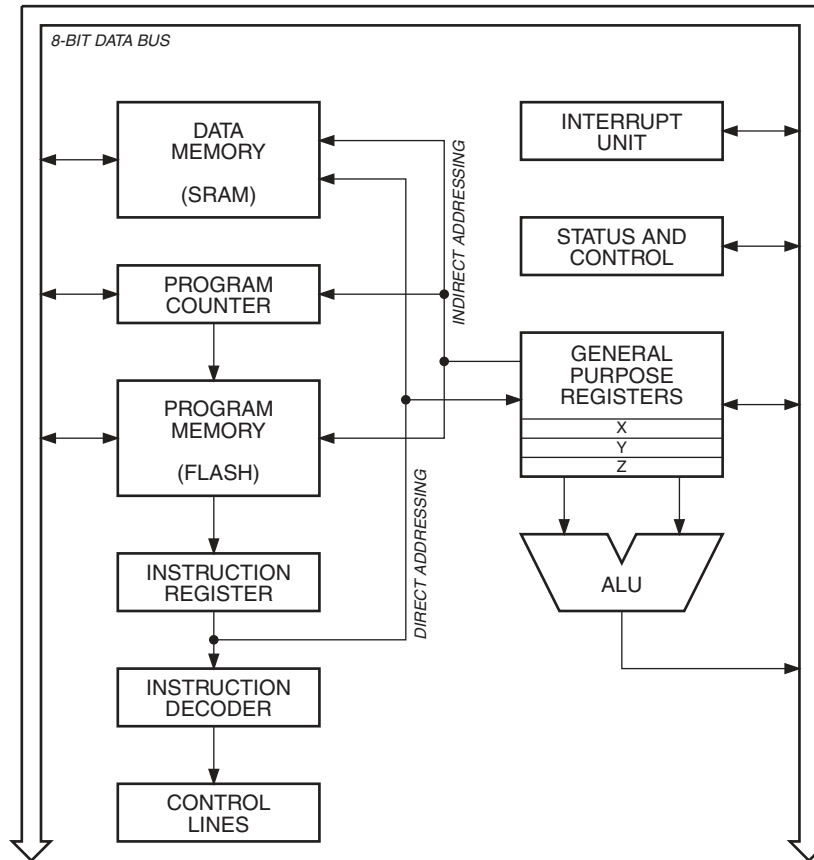 8-BIT DATA BUS
DATA
MEMORY
(SRAM)
INTERRUPT
UNIT
INDIRECT ADDRESSING
STATUS AND
CONTROL
PROGRAM
COUNTER
GENERAL
PURPOSE
REGISTERS
X
Y
Z
PROGRAM
MEMORY
(FLASH)
DIRECT ADDRESSING
INSTRUCTION
REGISTER
ALU
INSTRUCTION
DECODER
CONTROL
LINES